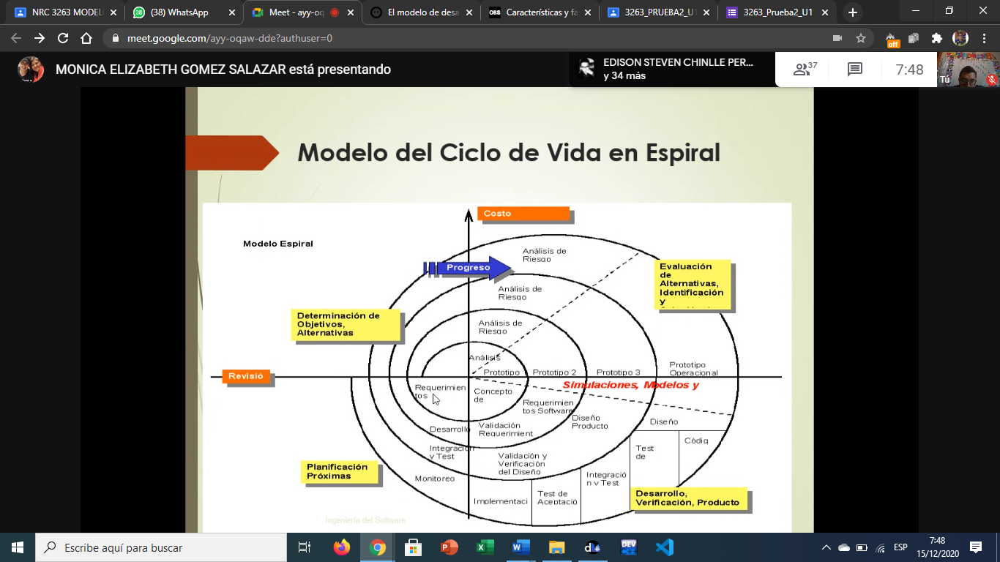 NRC 3263 MODEL
(38) WhatsApp
Meet - ayy-oq
El modelo de desa
OBS
Características y fa
3263_PRUEBA2_U1
3263_Prueba2_U1
meet.google.com/ayy-oqaw-dde?authuser=0
off
MONICA ELIZABETH GOMEZ SALAZAR está presentando
EDISON STEVEN CHINLLE PER...
y 34 más
37
7:48
Tú
Modelo del Ciclo de Vida en Espiral
Costo
Modelo Espiral
Análisis de
Riesgo
Progreso
Evaluación
de
Alternativas,
Identificación
y
Análisis de
Riesgo
Determinación de
Objetivos,
Alternativas
Análisis de
Riesgo
Análisis
Prototipo
Prototipo 2
Prototipo 3
Prototipo
Operacional
Revisió
Simulaciones, Modelos y
Requerimien
tos
Concepto
de
Requerimien
tos Software
Diseño
Producto
Diseño
Desarrollo
Validación
Requerimient
Test
de
Códig
Integración
y Test
Validación y
Verificación
del Diseño
Planificación
Próximas
Monitoreo
Integració
n y Test
Implementaci
Test de
Aceptació
Desarrollo,
Verificación, Producto
Ingeniería del Software
Escribe aquí para buscar
DEV
ESP
7:48
15/12/2020